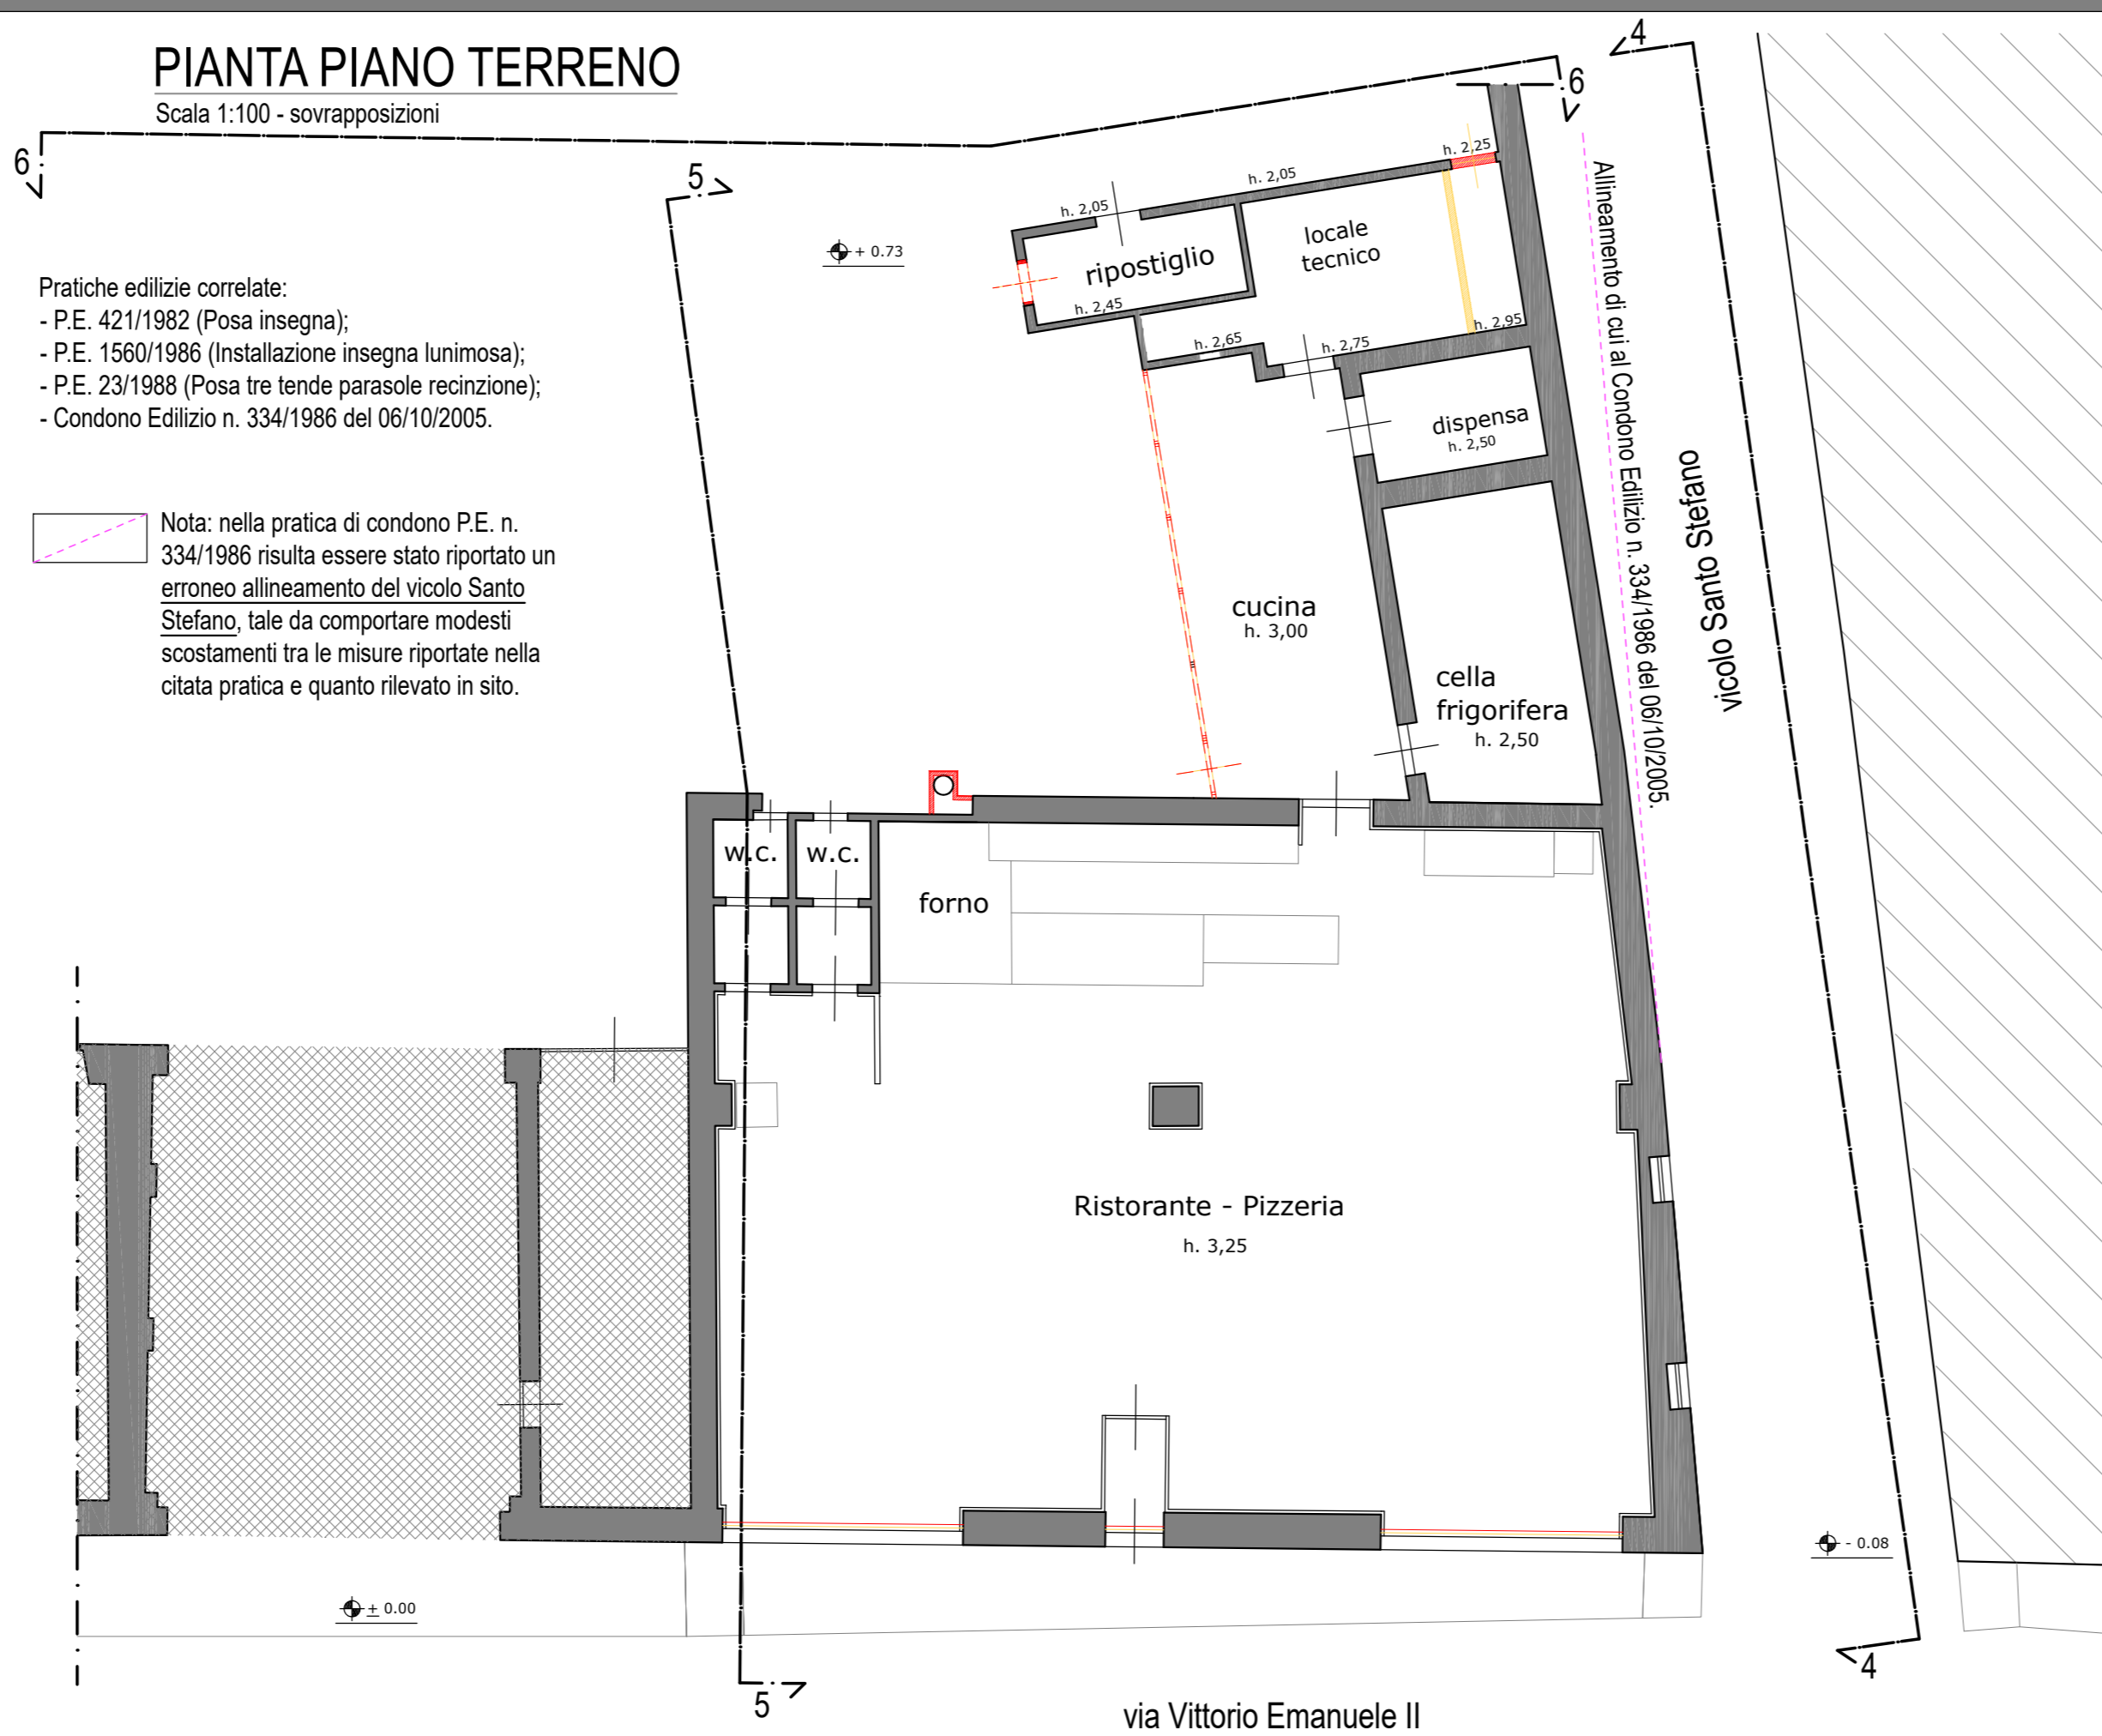 PIANTA PIANO TERRENO
Scala 1:100 - sovrapposizioni
4
6
6
5
h. 2,25
h. 2,05
h. 2,05
+ 0.73
locale
tecnico
ripostiglio
h. 2,45
h. 2,95
h. 2,65
h. 2,75
Pratiche edilizie correlate:
- P.E. 421/1982 (Posa insegna);
- P.E. 1560/1986 (Installazione insegna lunimosa);
- P.E. 23/1988 (Posa tre tende parasole recinzione);
- Condono Edilizio n. 334/1986 del 06/10/2005.
dispensa
h. 2,50
Allineamento di cui al Condono Edilizio n. 334/1986 del 06/10/2005.
vicolo Santo Stefano
Nota: nella pratica di condono P.E. n.
334/1986 risulta essere stato riportato un
erroneo allineamento del vicolo Santo
Stefano, tale da comportare modesti
scostamenti tra le misure riportate nella
citata pratica e quanto rilevato in sito.
cucina
h. 3,00
cella
frigorifera
h. 2,50
w.c.
w.c.
forno
Ristorante - Pizzeria
h. 3,25
- 0.08
± 0.00
4
5
via Vittorio Emanuele II